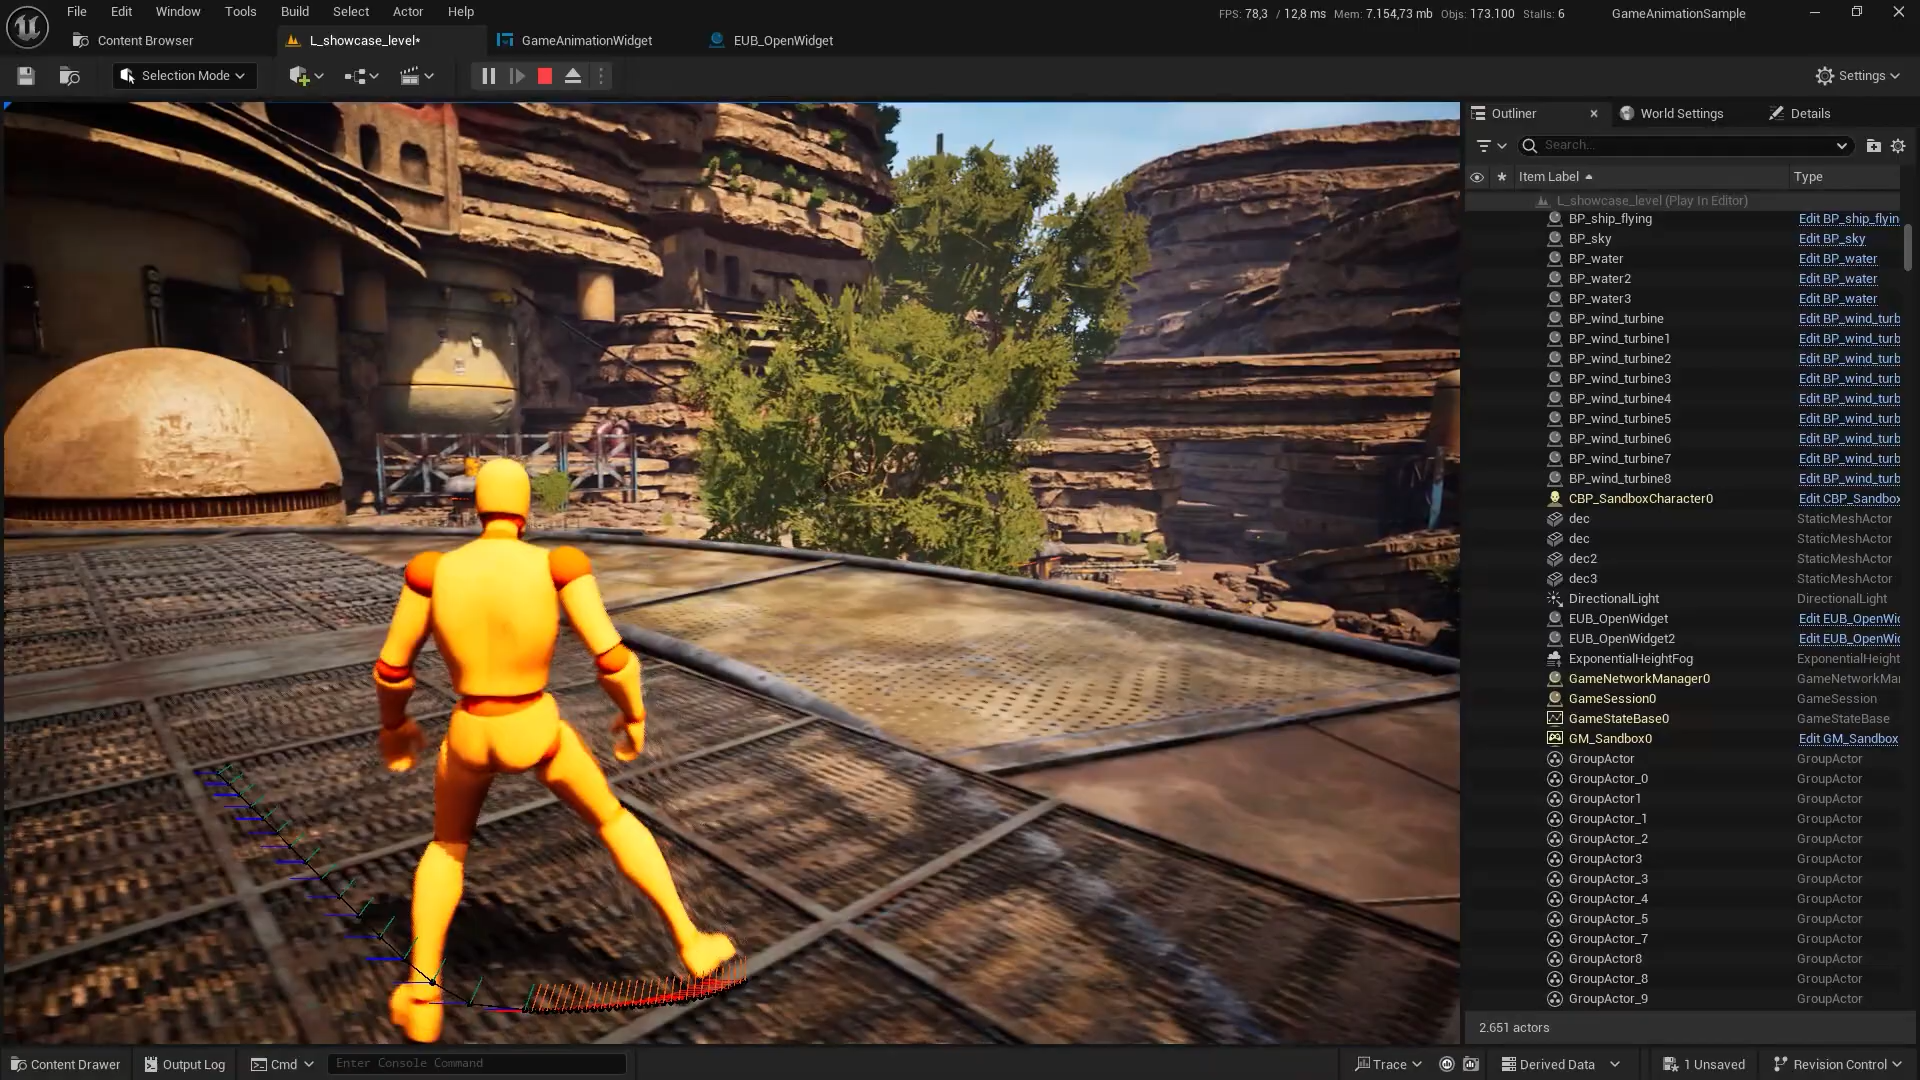 File Edit Window Tools Build Select Actor Help
FPS: 78,3 / 12,8 ms Mem: 7.154,73 mb Objs: 173.100 Stalls: 6
GameAnimationSample
Content Browser
L_showcase_level*
GameAnimationWidget
EUB_OpenWidget
Selection Mode
Settings
Outliner
World Settings
Details
Search...
Item Label
Type
L_showcase_level (Play In Editor)
BP_ship_flying Edit BP_ship_flyin
BP_sky Edit BP_sky
BP_water Edit BP_water
BP_water2 Edit BP_water
BP_water3 Edit BP_water
BP_wind_turbine Edit BP_wind_turb
BP_wind_turbine1 Edit BP_wind_turb
BP_wind_turbine2 Edit BP_wind_turb
BP_wind_turbine3 Edit BP_wind_turb
BP_wind_turbine4 Edit BP_wind_turb
BP_wind_turbine5 Edit BP_wind_turb
BP_wind_turbine6 Edit BP_wind_turb
BP_wind_turbine7 Edit BP_wind_turb
BP_wind_turbine8 Edit BP_wind_turb
CBP_SandboxCharacter0 Edit CBP_Sandbox
dec StaticMeshActor
dec StaticMeshActor
dec2 StaticMeshActor
dec3 StaticMeshActor
DirectionalLight DirectionalLight
EUB_OpenWidget Edit EUB_OpenWid
EUB_OpenWidget2 Edit EUB_OpenWid
ExponentialHeightFog ExponentialHeight
GameNetworkManager0 GameNetworkMa
GameSession0 GameSession
GameStateBase0 GameStateBase
GM_Sandbox0 Edit GM_Sandbox
GroupActor GroupActor
GroupActor_0 GroupActor
GroupActor1 GroupActor
GroupActor_1 GroupActor
GroupActor_2 GroupActor
GroupActor3 GroupActor
GroupActor_3 GroupActor
GroupActor_4 GroupActor
GroupActor_5 GroupActor
GroupActor_7 GroupActor
GroupActor8 GroupActor
GroupActor_8 GroupActor
GroupActor_9 GroupActor
2.651 actors
Content Drawer
Output Log
Cmd
Enter Console Command
Trace
Derived Data
1 Unsaved
Revision Control